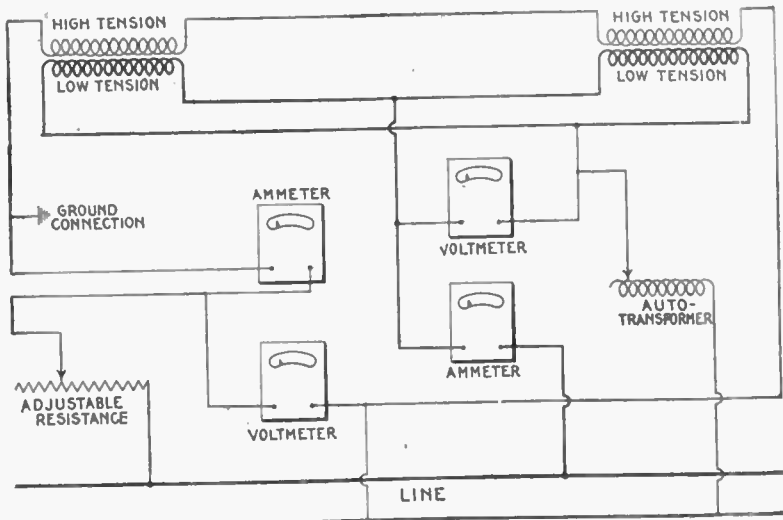 HIGH TENSION
LOW TENSION
HIGH TENSION
LOW TENSION
GROUND
CONNECTION
AMMETER
VOLTMETER
AUTO-
TRANSFORMER
AMMETER
ADJUSTABLE
RESISTANCE
VOLTMETER
LINE